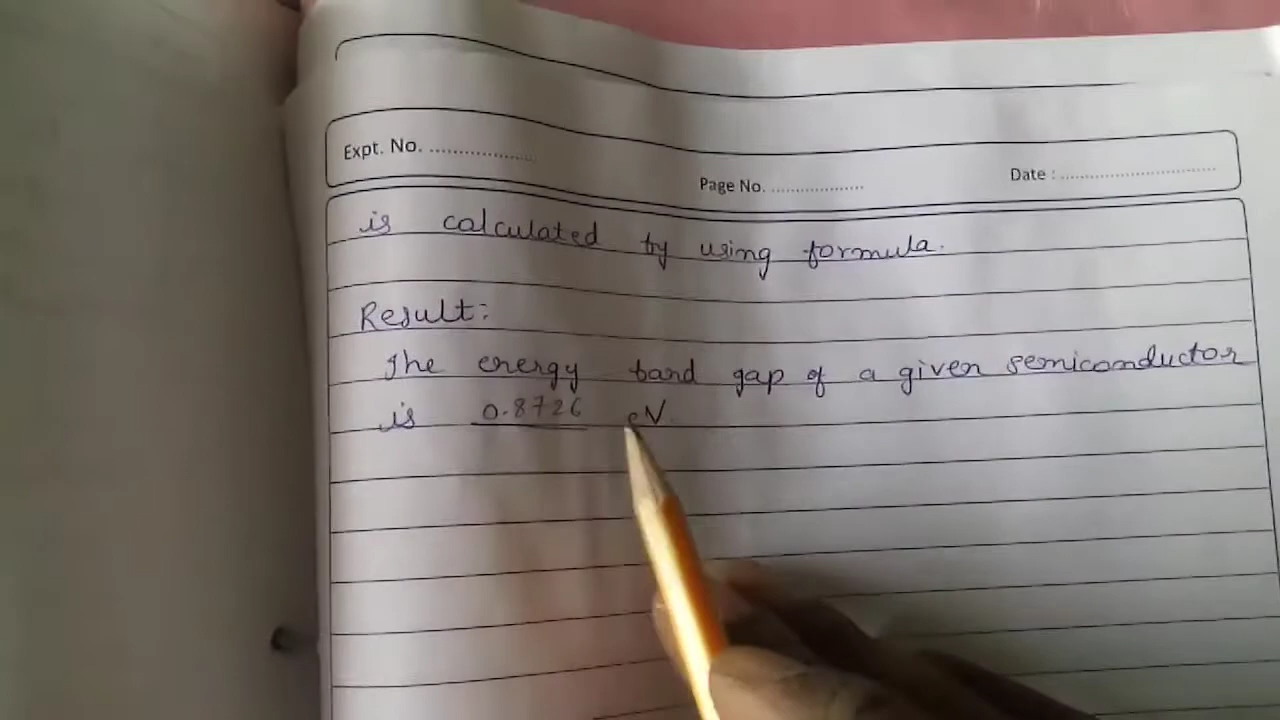 Expt. No. ....................
Page No. ...................
Date : ................................
is calculated by using formula.
Result:
The energy band gap of a given semiconductor
is 0.8726 eV.